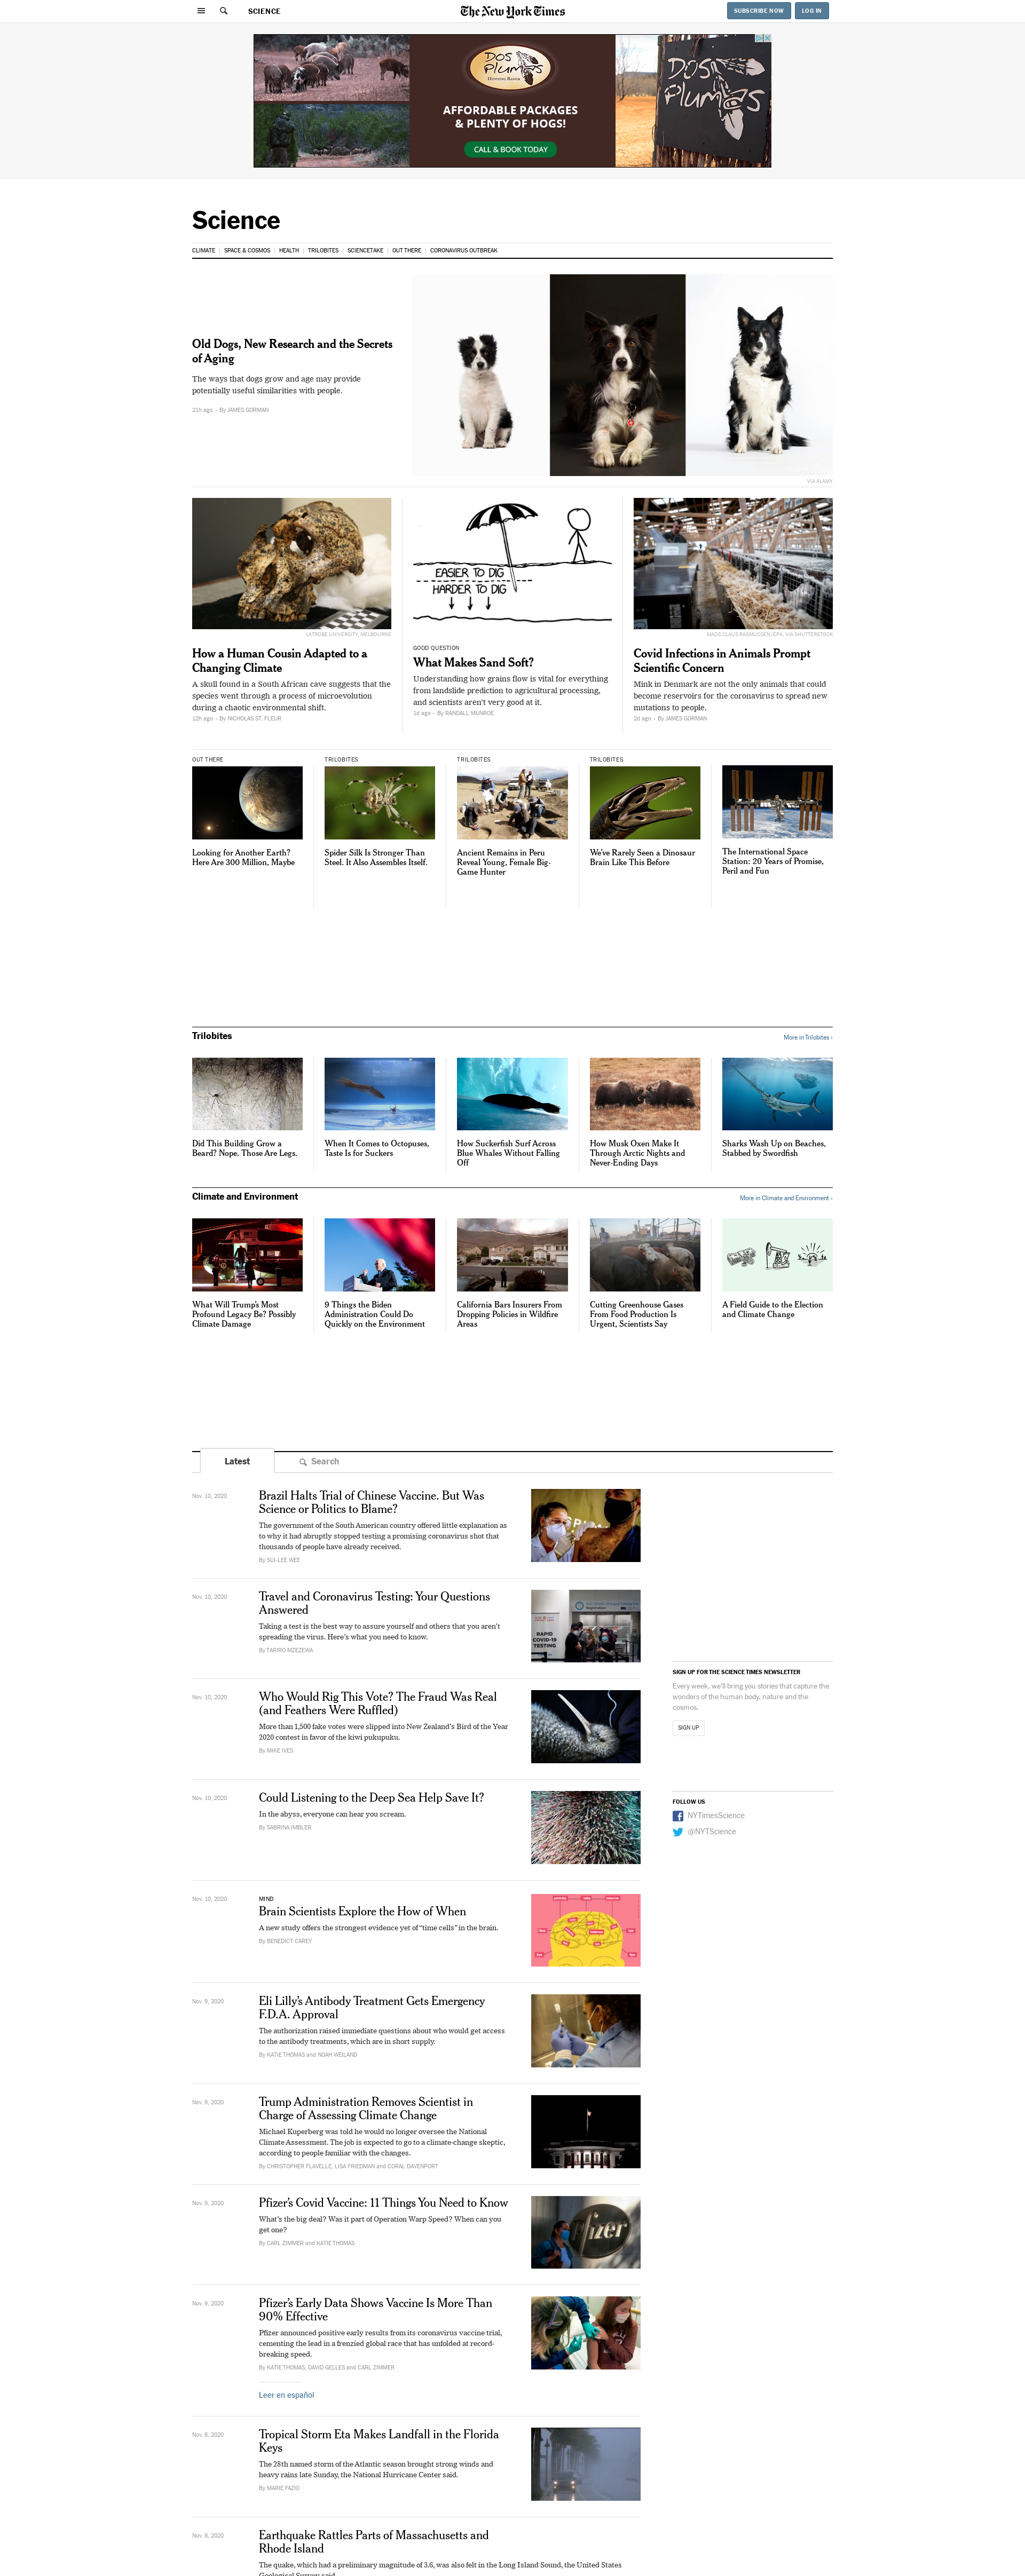 SCIENCE
The New York Times
SUBSCRIBE NOW
LOG IN
DOS PLUMAS
HUNTING RANCH
AFFORDABLE PACKAGES
& PLENTY OF HOGS!
CALL & BOOK TODAY
DOS PLUMAS
Science
CLIMATE | SPACE & COSMOS | HEALTH | TRILOBITES | SCIENCETAKE | OUT THERE | CORONAVIRUS OUTBREAK
Old Dogs, New Research and the Secrets
of Aging
The ways that dogs grow and age may provide
potentially useful similarities with people.
21h ago • By JAMES GORMAN
VIA ALAMY
LATROBE UNIVERSITY, MELBOURNE
How a Human Cousin Adapted to a
Changing Climate
A skull found in a South African cave suggests that the
species went through a process of microevolution
during a chaotic environmental shift.
12h ago • By NICHOLAS ST. FLEUR
EASIER TO DIG
HARDER TO DIG
GOOD QUESTION
What Makes Sand Soft?
Understanding how grains flow is vital for everything
from landslide prediction to agricultural processing,
and scientists aren't very good at it.
1d ago • By RANDALL MUNROE
MADS CLAUS RASMUSSEN/EPA, VIA SHUTTERSTOCK
Covid Infections in Animals Prompt
Scientific Concern
Mink in Denmark are not the only animals that could
become reservoirs for the coronavirus to spread new
mutations to people.
2d ago • By JAMES GORMAN
OUT THERE
Looking for Another Earth?
Here Are 300 Million, Maybe
TRILOBITES
Spider Silk Is Stronger Than
Steel. It Also Assembles Itself.
TRILOBITES
Ancient Remains in Peru
Reveal Young, Female Big-
Game Hunter
TRILOBITES
We've Rarely Seen a Dinosaur
Brain Like This Before
The International Space
Station: 20 Years of Promise,
Peril and Fun
Trilobites
More in Trilobites ›
Did This Building Grow a
Beard? Nope. Those Are Legs.
When It Comes to Octopuses,
Taste Is for Suckers
How Suckerfish Surf Across
Blue Whales Without Falling
Off
How Musk Oxen Make It
Through Arctic Nights and
Never-Ending Days
Sharks Wash Up on Beaches,
Stabbed by Swordfish
Climate and Environment
More in Climate and Environment ›
What Will Trump's Most
Profound Legacy Be? Possibly
Climate Damage
9 Things the Biden
Administration Could Do
Quickly on the Environment
California Bars Insurers From
Dropping Policies in Wildfire
Areas
Cutting Greenhouse Gases
From Food Production Is
Urgent, Scientists Say
A Field Guide to the Election
and Climate Change
Latest
Search
Nov. 10, 2020
Brazil Halts Trial of Chinese Vaccine. But Was
Science or Politics to Blame?
The government of the South American country offered little explanation as
to why it had abruptly stopped testing a promising coronavirus shot that
thousands of people have already received.
By SUI-LEE WEE
Nov. 10, 2020
Travel and Coronavirus Testing: Your Questions
Answered
Taking a test is the best way to assure yourself and others that you aren't
spreading the virus. Here's what you need to know.
By TARIRO MZEZEWA
RAPID
COVID-19
TESTING
SIGN UP FOR THE SCIENCE TIMES NEWSLETTER
Every week, we'll bring you stories that capture the
wonders of the human body, nature and the
cosmos.
SIGN UP
Nov. 10, 2020
Who Would Rig This Vote? The Fraud Was Real
(and Feathers Were Ruffled)
More than 1,500 fake votes were slipped into New Zealand's Bird of the Year
2020 contest in favor of the kiwi pukupuku.
By MIKE IVES
FOLLOW US
NYTimesScience
@NYTScience
Nov. 10, 2020
Could Listening to the Deep Sea Help Save It?
In the abyss, everyone can hear you scream.
By SABRINA IMBLER
Nov. 10, 2020
MIND
Brain Scientists Explore the How of When
A new study offers the strongest evidence yet of "time cells" in the brain.
By BENEDICT CAREY
Nov. 9, 2020
Eli Lilly's Antibody Treatment Gets Emergency
F.D.A. Approval
The authorization raised immediate questions about who would get access
to the antibody treatments, which are in short supply.
By KATIE THOMAS and NOAH WEILAND
Nov. 9, 2020
Trump Administration Removes Scientist in
Charge of Assessing Climate Change
Michael Kuperberg was told he would no longer oversee the National
Climate Assessment. The job is expected to go to a climate-change skeptic,
according to people familiar with the changes.
By CHRISTOPHER FLAVELLE, LISA FRIEDMAN and CORAL DAVENPORT
Nov. 9, 2020
Pfizer's Covid Vaccine: 11 Things You Need to Know
What's the big deal? Was it part of Operation Warp Speed? When can you
get one?
By CARL ZIMMER and KATIE THOMAS
Pfizer
Nov. 9, 2020
Pfizer's Early Data Shows Vaccine Is More Than
90% Effective
Pfizer announced positive early results from its coronavirus vaccine trial,
cementing the lead in a frenzied global race that has unfolded at record-
breaking speed.
By KATIE THOMAS, DAVID GELLES and CARL ZIMMER
Leer en español
Nov. 8, 2020
Tropical Storm Eta Makes Landfall in the Florida
Keys
The 28th named storm of the Atlantic season brought strong winds and
heavy rains late Sunday, the National Hurricane Center said.
By MARIE FAZIO
Nov. 8, 2020
Earthquake Rattles Parts of Massachusetts and
Rhode Island
The quake, which had a preliminary magnitude of 3.6, was also felt in the Long Island Sound, the United States
Geological Survey said.